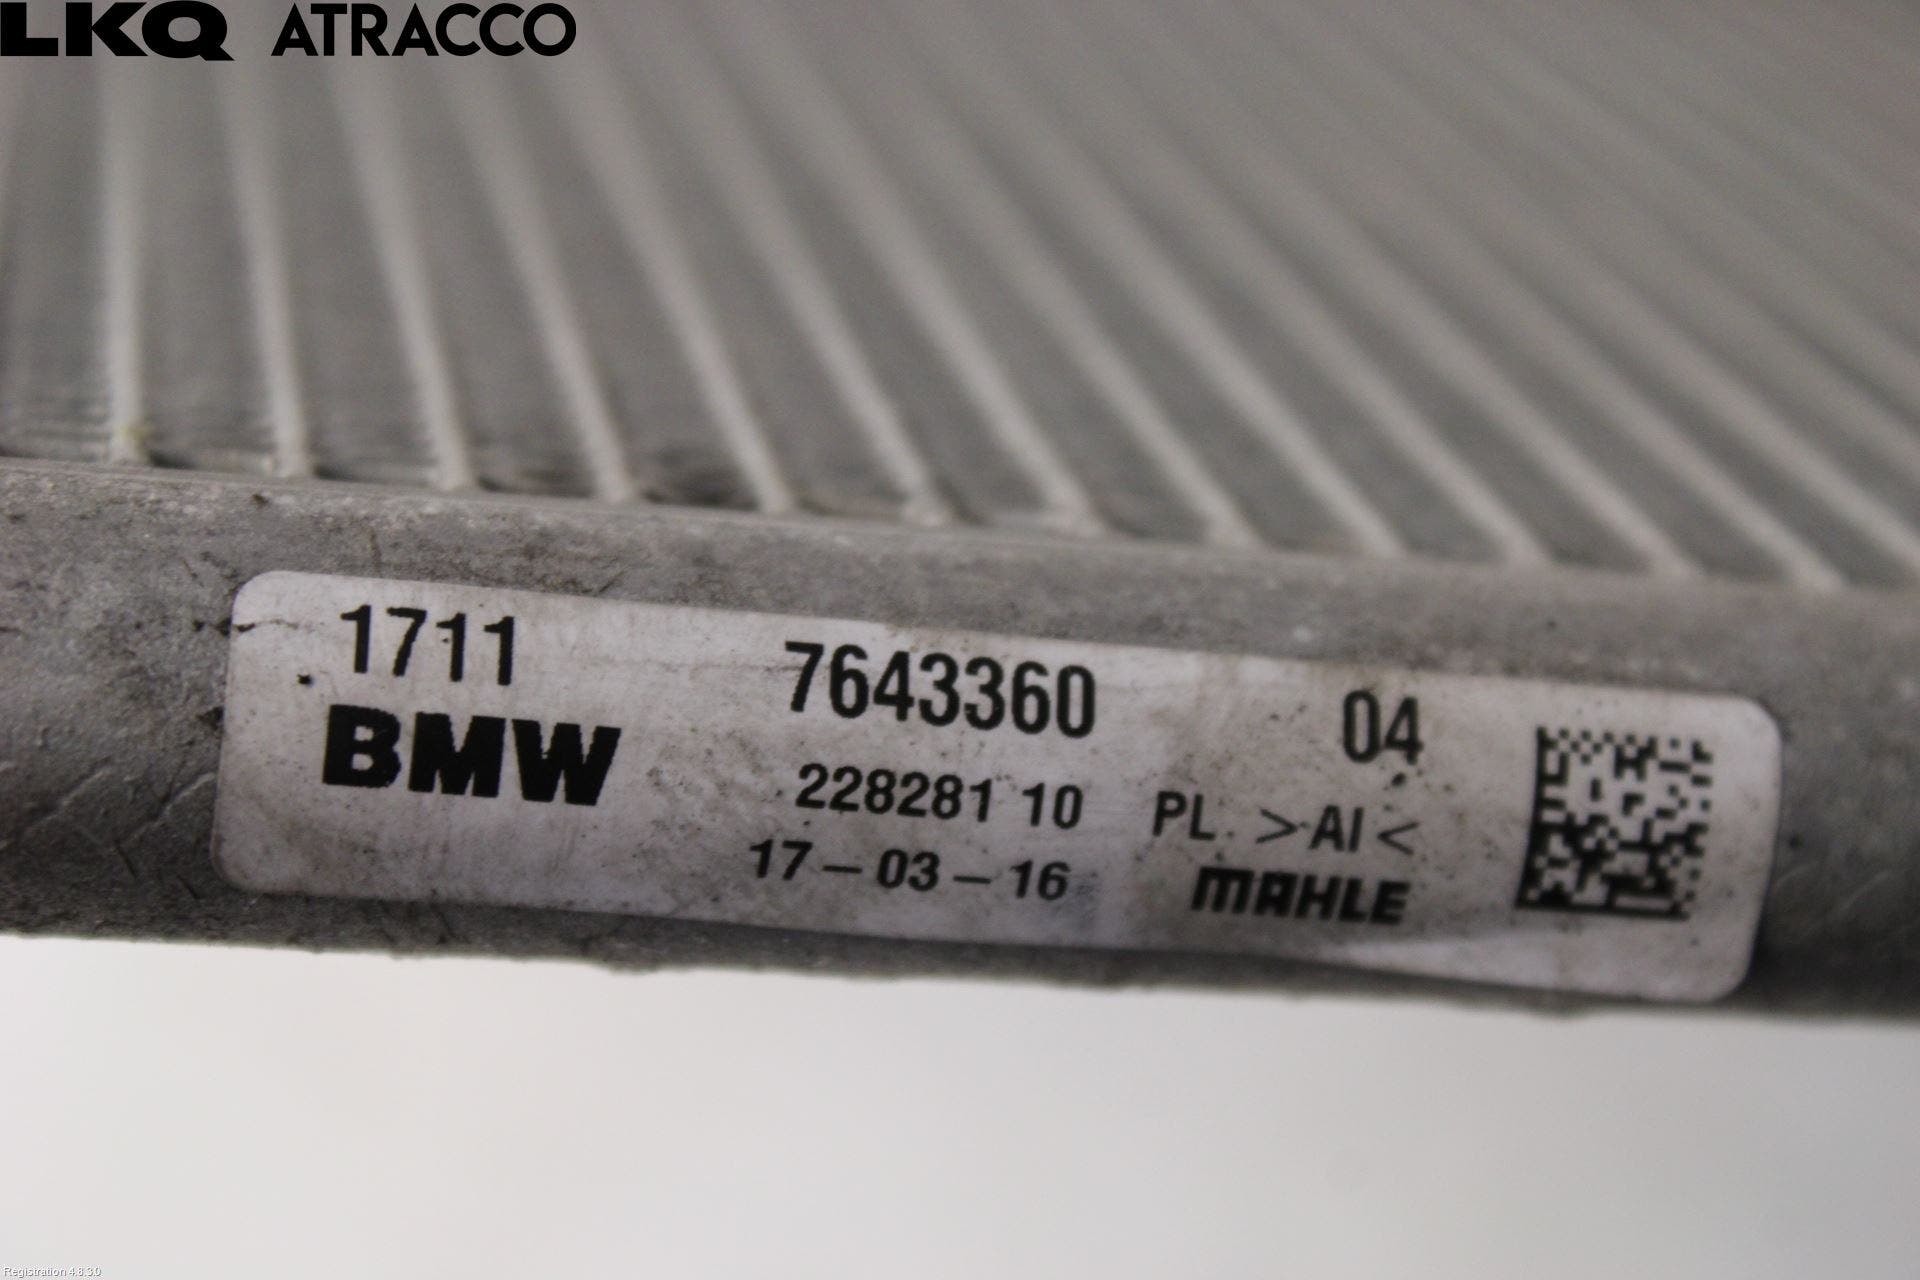 LKQ ATRACCO
1711 7643360 04
BMW 228281 10 PL >Al<
17-03-16 MAHLE
Registration 4.8.3.0